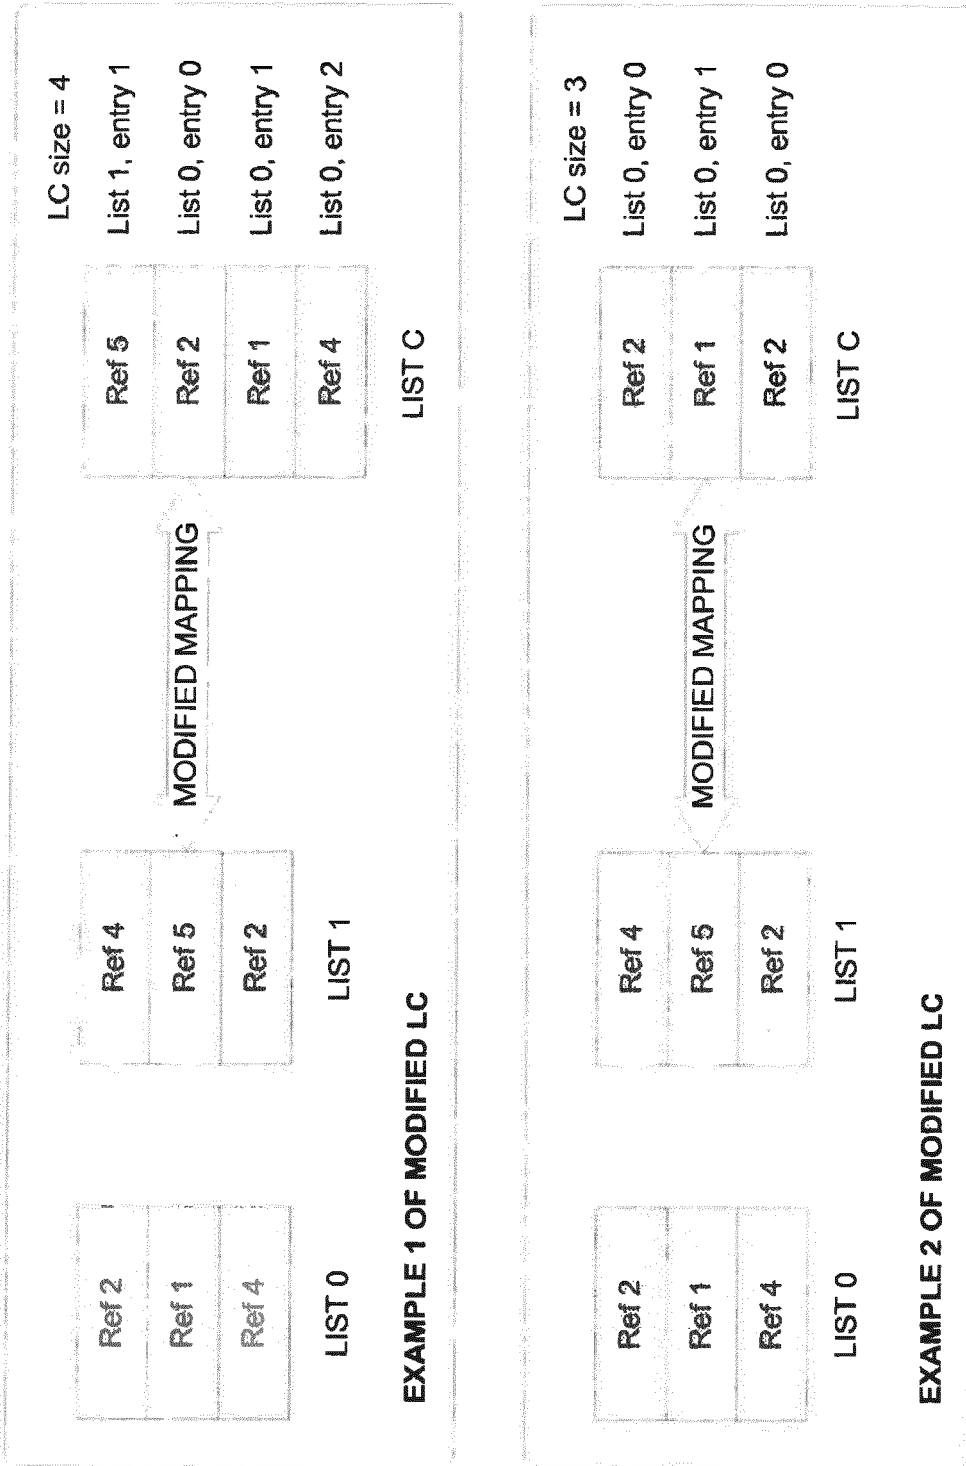 LC size = 4
Ref 2
Ref 1
Ref 4
LIST 0
Ref 4
Ref 5
Ref 2
LIST 1
MODIFIED MAPPING
Ref 5
Ref 2
Ref 1
Ref 4
LIST C
List 1, entry 1
List 0, entry 0
List 0, entry 1
List 0, entry 2
EXAMPLE 1 OF MODIFIED LC
LC size = 3
Ref 2
Ref 1
Ref 4
LIST 0
Ref 4
Ref 5
Ref 2
LIST 1
MODIFIED MAPPING
Ref 2
Ref 1
Ref 2
LIST C
List 0, entry 0
List 0, entry 1
List 0, entry 0
EXAMPLE 2 OF MODIFIED LC